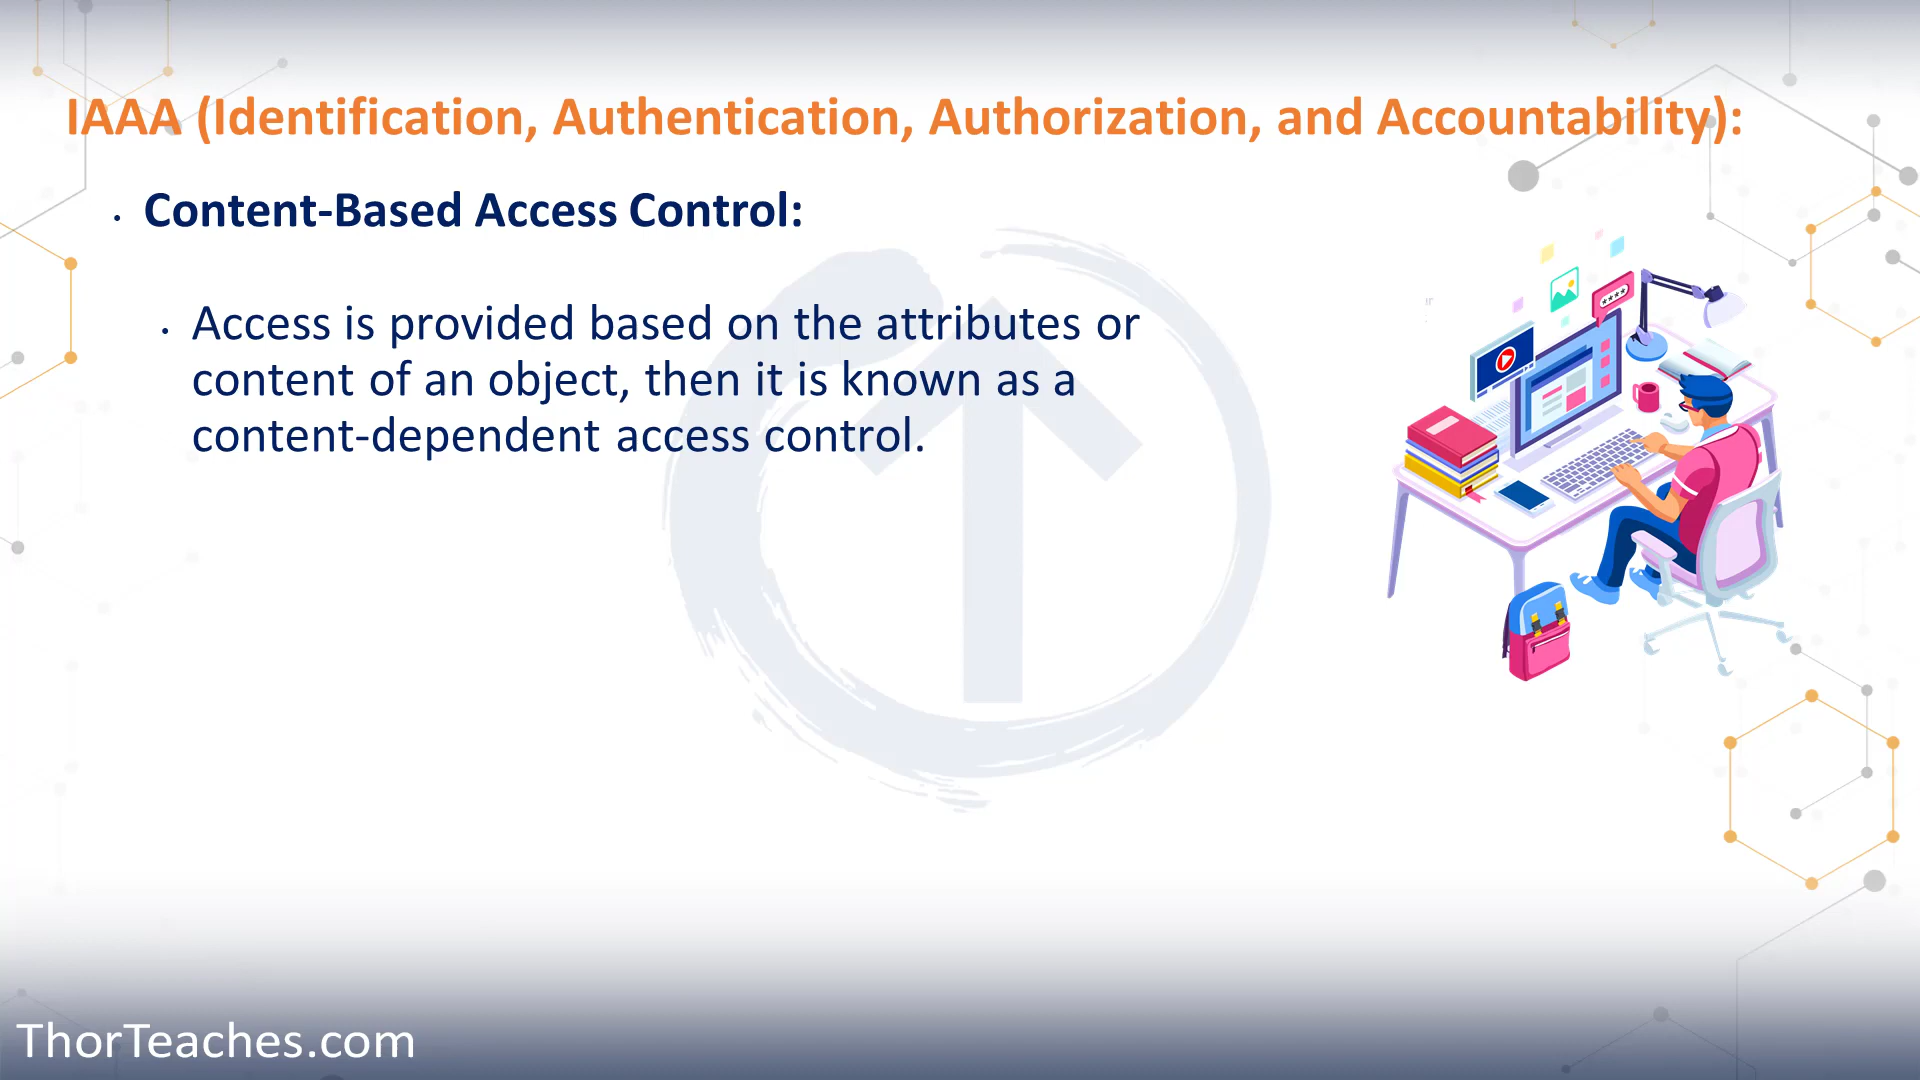 IAAA (Identification, Authentication, Authorization, and Accountability):
• Content-Based Access Control:
• Access is provided based on the attributes or
content of an object, then it is known as a
content-dependent access control.
****
ThorTeaches.com